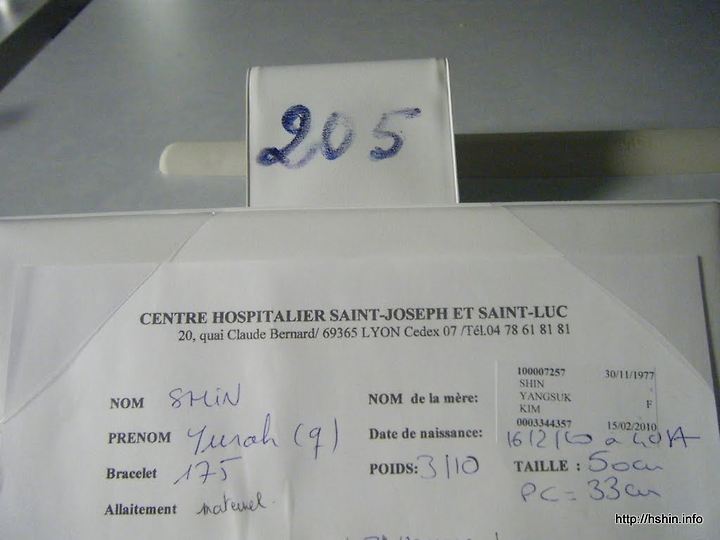 205
CENTRE HOSPITALIER SAINT-JOSEPH ET SAINT-LUC
20, quai Claude Bernard/ 69365 LYON Cedex 07 /Tél.04 78 61 81 81
NOM SHIN
NOM de la mère:
100007257 30/11/1977
SHIN
YANGSUK
KIM F
0003344357 15/02/2010
PRENOM Yurah (♀)
Date de naissance: 16/2/10 à
Bracelet 175
POIDS: 3110
TAILLE : 50cm
Allaitement maternel.
PC = 33cm
http://hshin.info